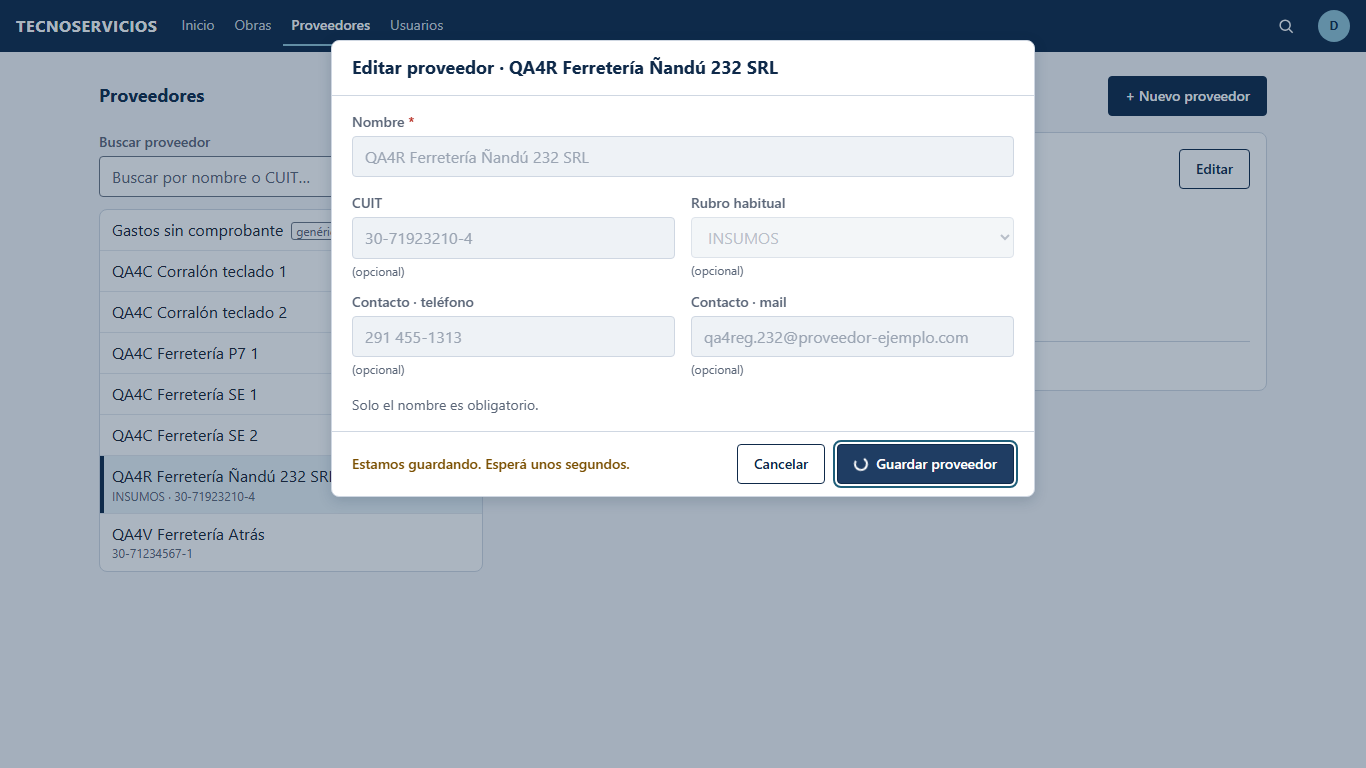 TECNOSERVICIOS Inicio Obras Proveedores Usuarios D
Editar proveedor · QA4R Ferretería Ñandú 232 SRL
Proveedores
+ Nuevo proveedor
Nombre *
QA4R Ferretería Ñandú 232 SRL
Buscar proveedor
Buscar por nombre o CUIT...
Editar
CUIT
Rubro habitual
30-71923210-4
INSUMOS
(opcional)
(opcional)
Contacto · teléfono
Contacto · mail
291 455-1313
qa4reg.232@proveedor-ejemplo.com
(opcional)
(opcional)
Solo el nombre es obligatorio.
Estamos guardando. Esperá unos segundos.
Cancelar
Guardar proveedor
Gastos sin comprobante
QA4C Corralón teclado 1
QA4C Corralón teclado 2
QA4C Ferretería P7 1
QA4C Ferretería SE 1
QA4C Ferretería SE 2
QA4R Ferretería Ñandú 232 SRL
INSUMOS · 30-71923210-4
QA4V Ferretería Atrás
30-71234567-1